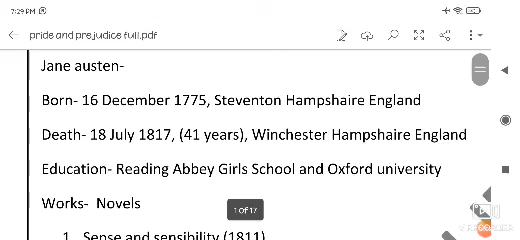 7:29 PM
pride and prejudice full.pdf
Jane austen-
Born- 16 December 1775, Steventon Hampshaire England
Death- 18 July 1817, (41 years), Winchester Hampshaire England
Education- Reading Abbey Girls School and Oxford university
Works- Novels
1 of 17
1. Sense and sensibility (1811)